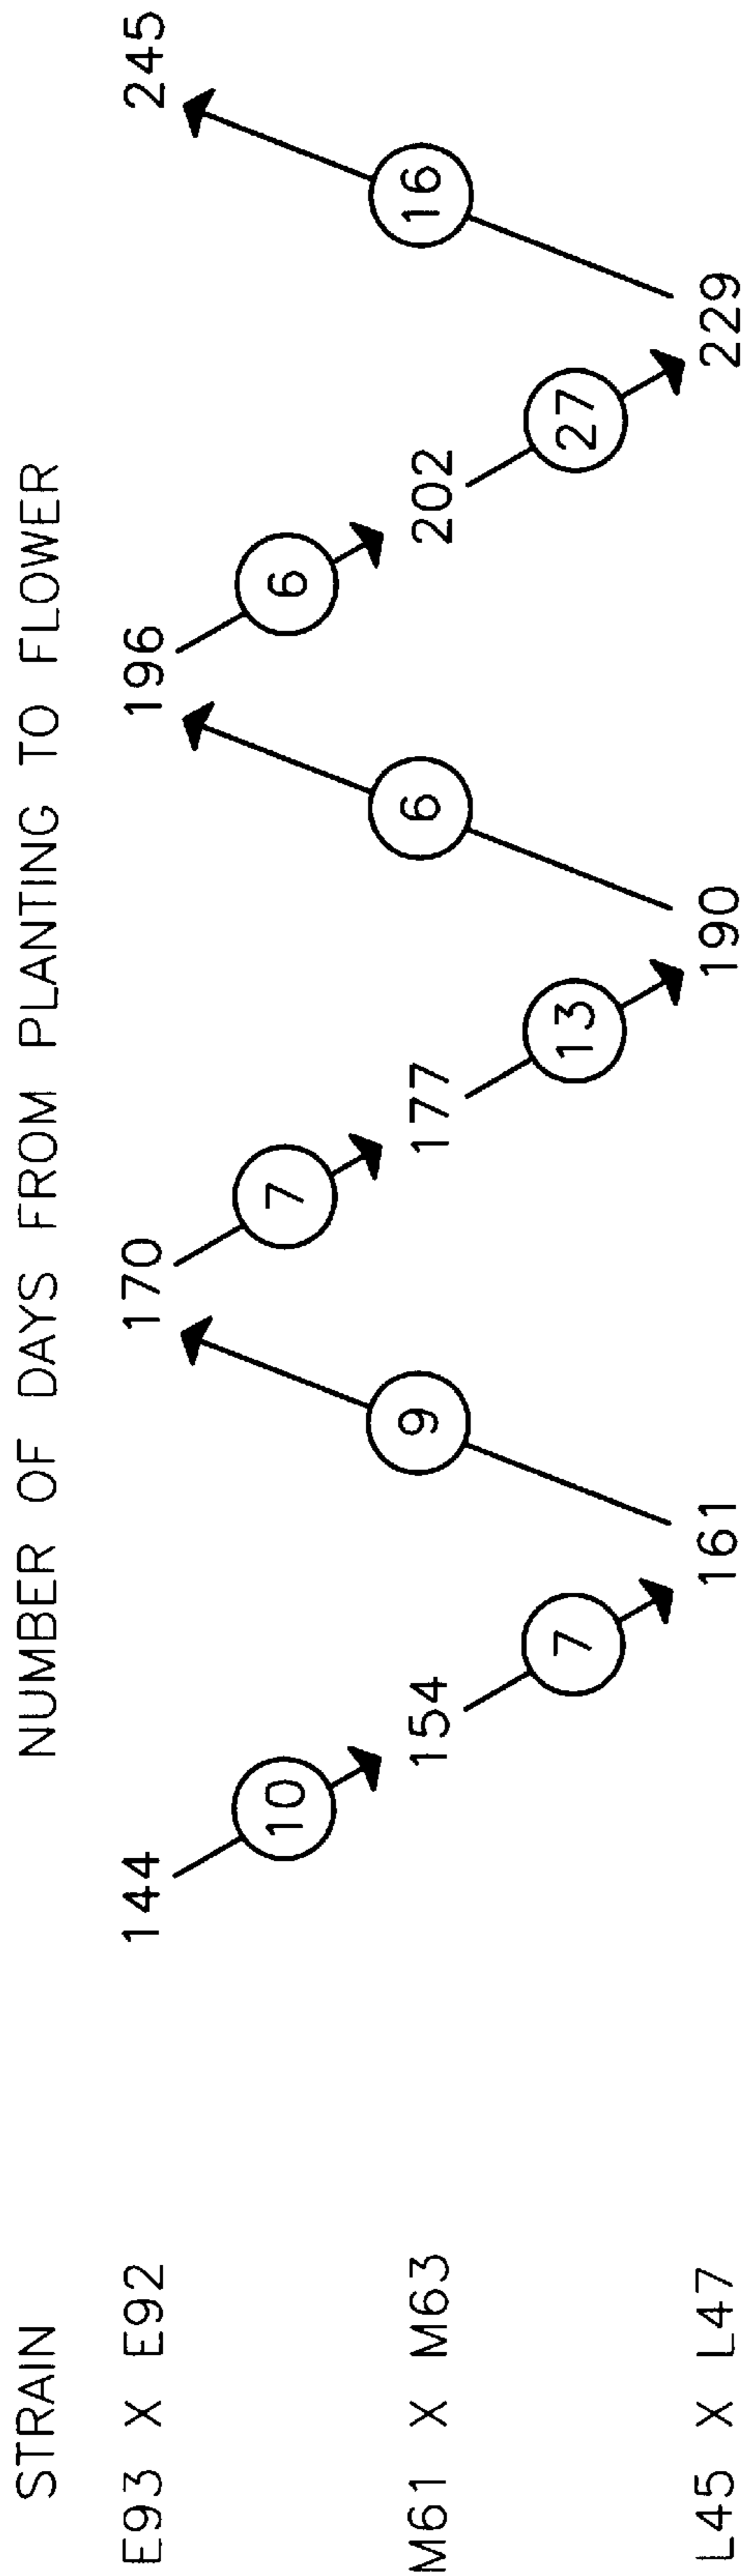 STRAIN NUMBER OF DAYS FROM PLANTING TO FLOWER
E93 X E92 144 170 196 245
10 7 6
9 6 16
M61 X M63 154 177 202
7 13 27
L45 X L47 161 190 229